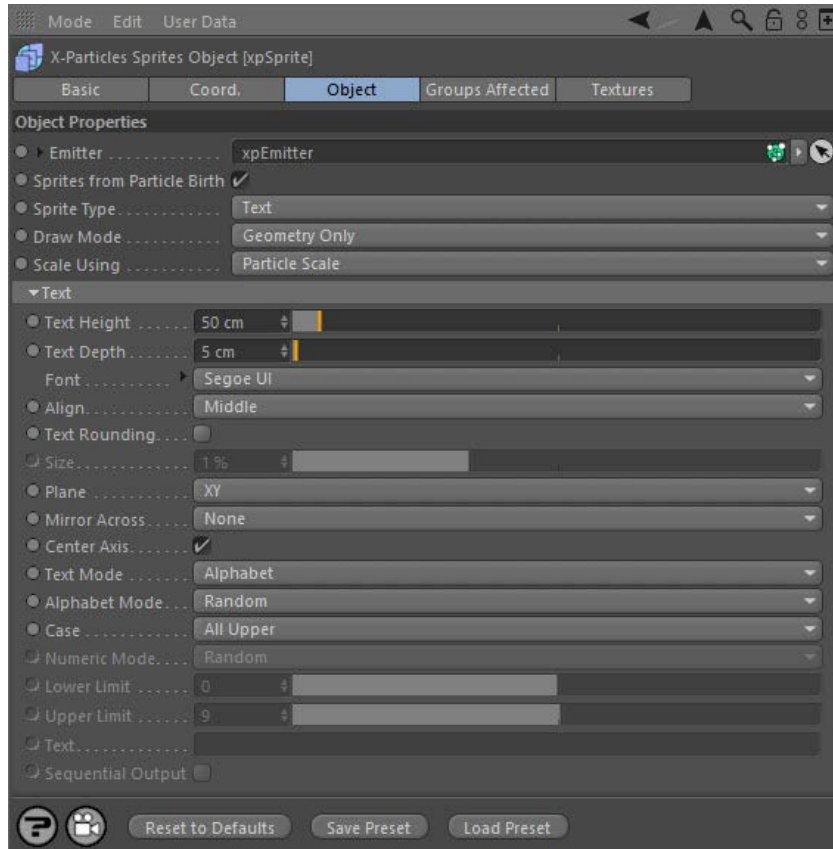 Mode Edit User Data
X-Particles Sprites Object [xpSprite]
Basic Coord. Object Groups Affected Textures
Object Properties
Emitter xpEmitter
Sprites from Particle Birth
Sprite Type Text
Draw Mode Geometry Only
Scale Using Particle Scale
Text
Text Height 50 cm
Text Depth 5 cm
Font Segoe UI
Align Middle
Text Rounding
Size 1 %
Plane XY
Mirror Across None
Center Axis
Text Mode Alphabet
Alphabet Mode Random
Case All Upper
Numeric Mode Random
Lower Limit 0
Upper Limit 9
Text
Sequential Output
Reset to Defaults Save Preset Load Preset